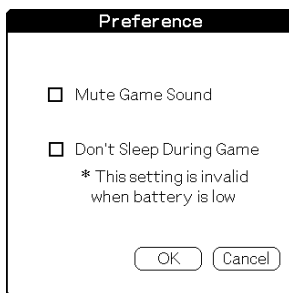 Preference
Mute Game Sound
Don't Sleep During Game
* This setting is invalid
when battery is low
OK Cancel